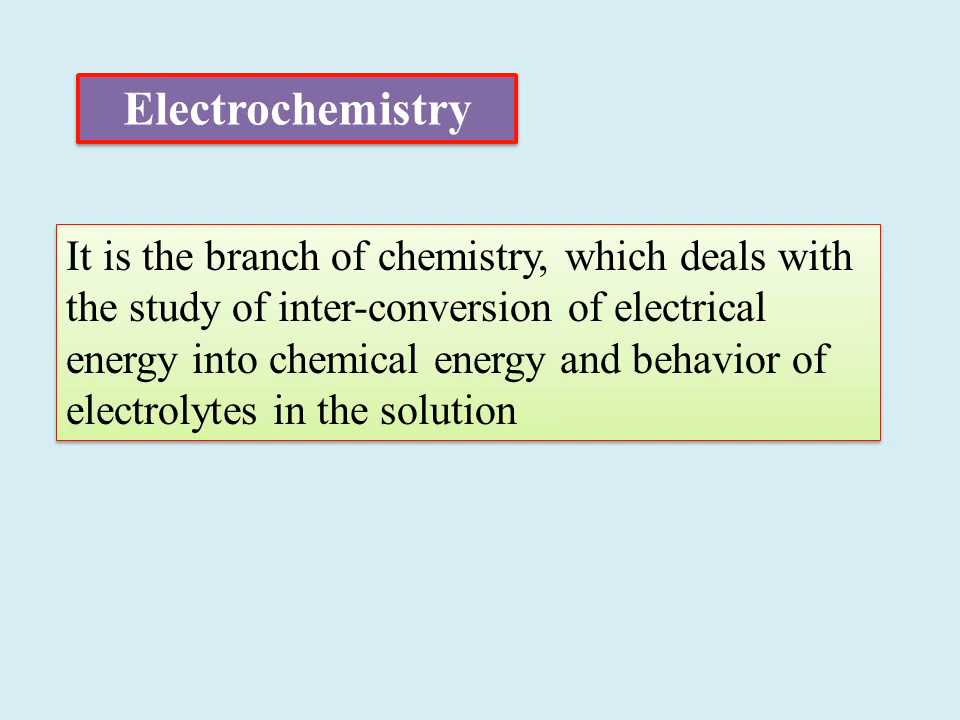 Electrochemistry
It is the branch of chemistry, which deals with
the study of inter-conversion of electrical
energy into chemical energy and behavior of
electrolytes in the solution